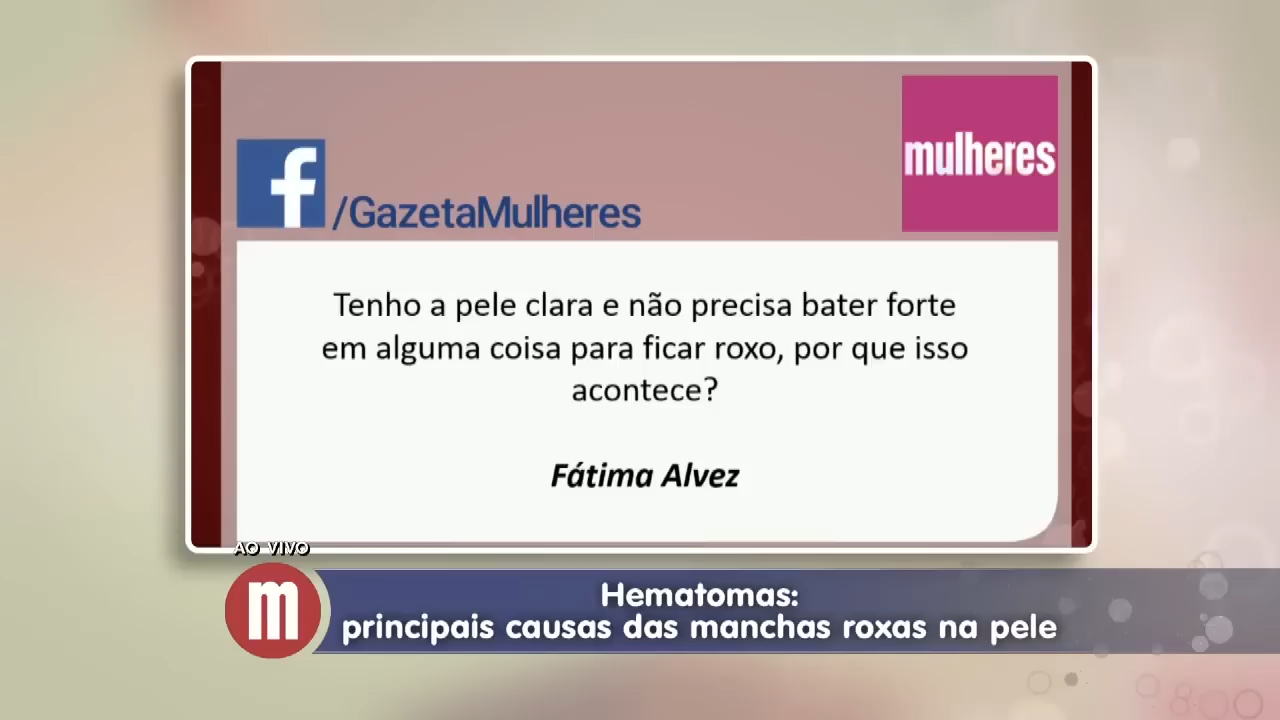 mulheres
f/GazetaMulheres
Tenho a pele clara e não precisa bater forte
em alguma coisa para ficar roxo, por que isso
acontece?
Fátima Alvez
AO VIVO
m
Hematomas:
principais causas das manchas roxas na pele